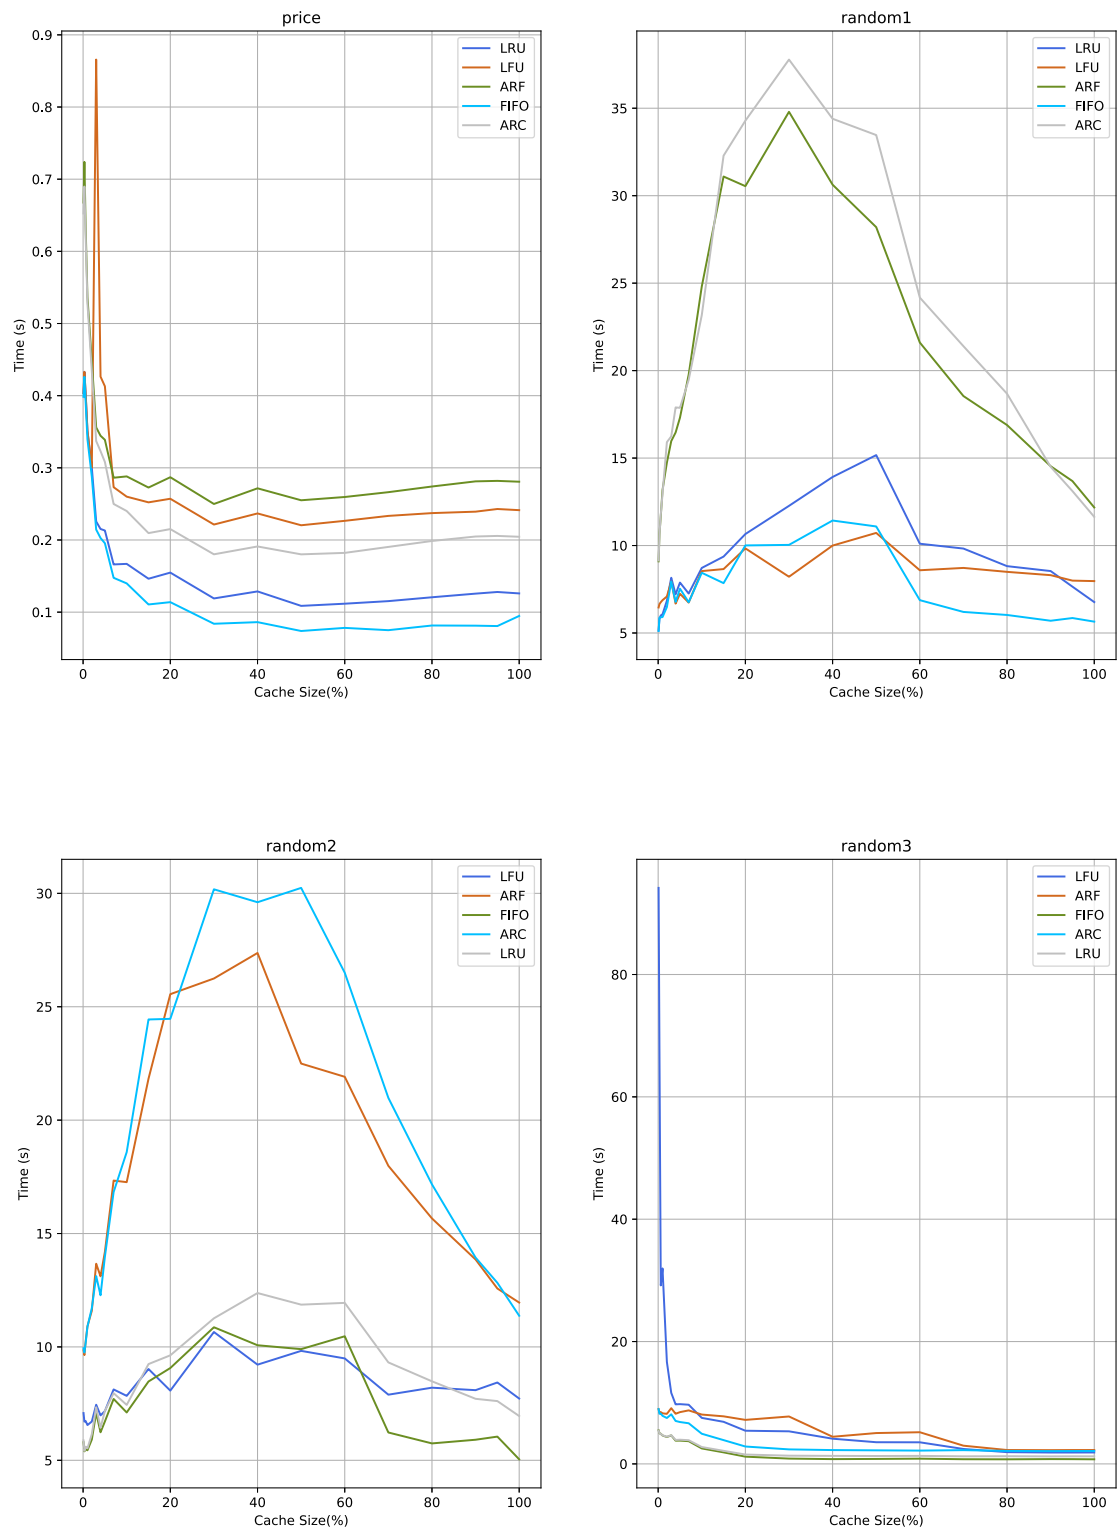 price
0.9
0.8
0.7
0.6
0.5
0.4
0.3
0.2
0.1
Time (s)
0 20 40 60 80 100
Cache Size(%)
LRU
LFU
ARF
FIFO
ARC
random1
35
30
25
20
15
10
5
Time (s)
0 20 40 60 80 100
Cache Size(%)
LRU
LFU
ARF
FIFO
ARC
random2
30
25
20
15
10
5
Time (s)
0 20 40 60 80 100
Cache Size(%)
LFU
ARF
FIFO
ARC
LRU
random3
80
60
40
20
0
Time (s)
0 20 40 60 80 100
Cache Size(%)
LFU
ARF
FIFO
ARC
LRU